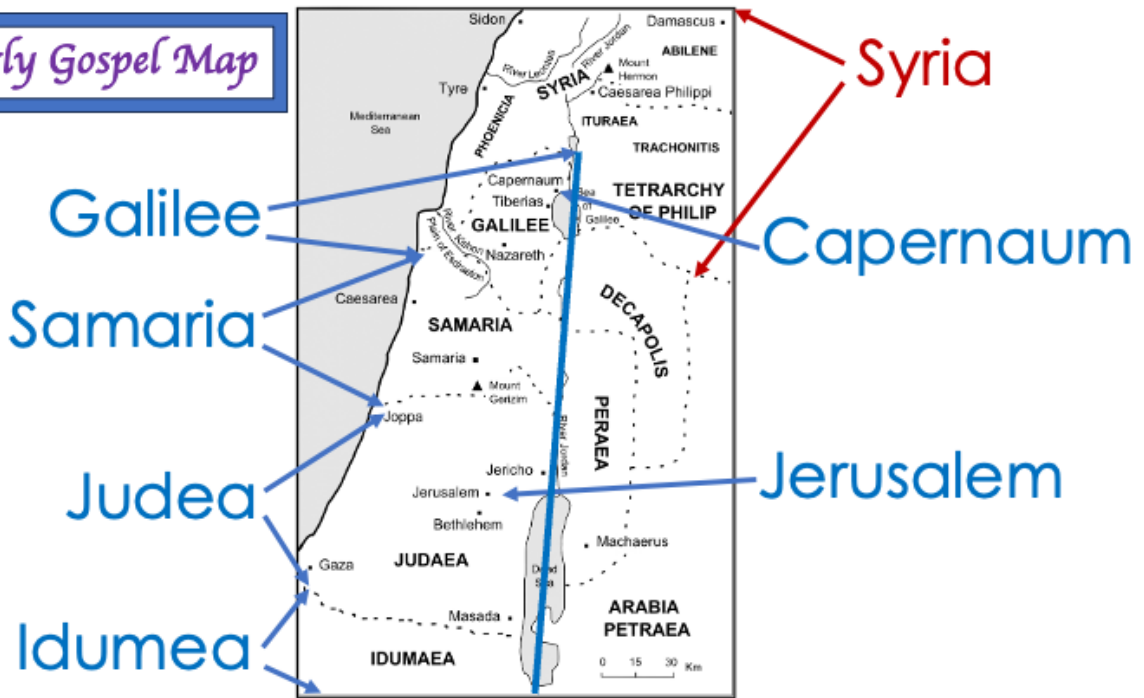 rly Gospel Map
Syria
Galilee
Samaria
Judea
Idumea
Capernaum
Jerusalem
Sidon
Damascus
ABILENE
River Jordan
River Leontes
Mount
Hermon
SYRIA
Tyre
Caesarea Philippi
Mediterranean
Sea
PHOENICIA
ITURAEA
TRACHONITIS
Capernaum
Tiberias
Sea
of
Galilee
TETRARCHY
OF PHILIP
GALILEE
River Kishon
Plain of Esdraelon
Nazareth
Caesarea
DECAPOLIS
SAMARIA
Samaria
Mount
Gerizim
Joppa
PERAEA
River Jordan
Jericho
Jerusalem
Bethlehem
Machaerus
JUDAEA
Gaza
Dead
Sea
Masada
ARABIA
PETRAEA
IDUMAEA
0 15 30 Km